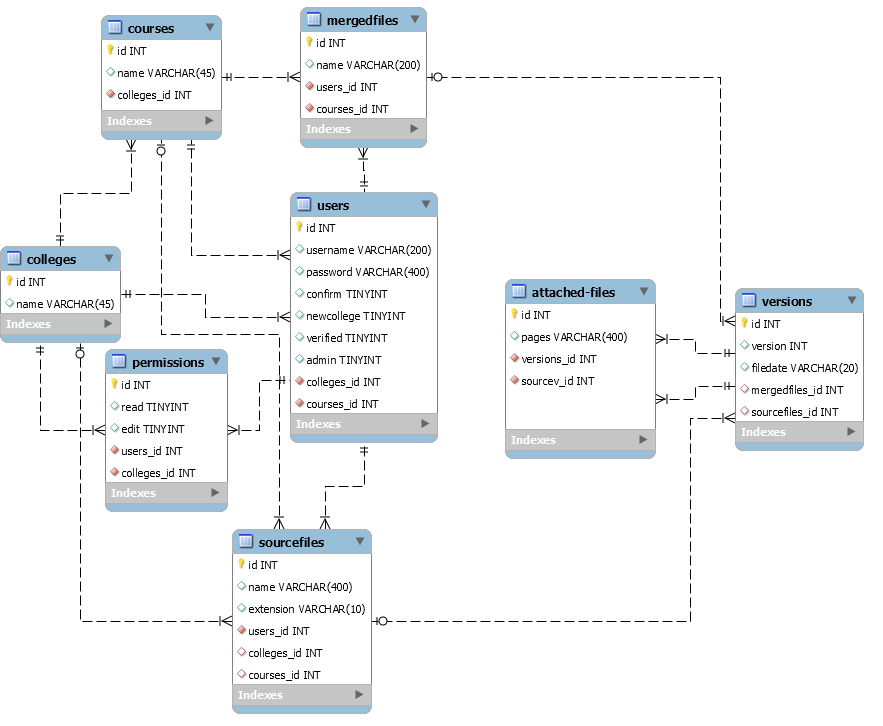 courses
id INT
name VARCHAR(45)
colleges_id INT
Indexes
mergedfiles
id INT
name VARCHAR(200)
users_id INT
courses_id INT
Indexes
users
id INT
username VARCHAR(200)
password VARCHAR(400)
confirm TINYINT
newcollege TINYINT
verified TINYINT
admin TINYINT
colleges_id INT
courses_id INT
Indexes
colleges
id INT
name VARCHAR(45)
Indexes
permissions
id INT
read TINYINT
edit TINYINT
users_id INT
colleges_id INT
Indexes
attached-files
id INT
pages VARCHAR(400)
versions_id INT
sourcev_id INT
Indexes
versions
id INT
version INT
filedate VARCHAR(20)
mergedfiles_id INT
sourcefiles_id INT
Indexes
sourcefiles
id INT
name VARCHAR(400)
extension VARCHAR(10)
users_id INT
colleges_id INT
courses_id INT
Indexes